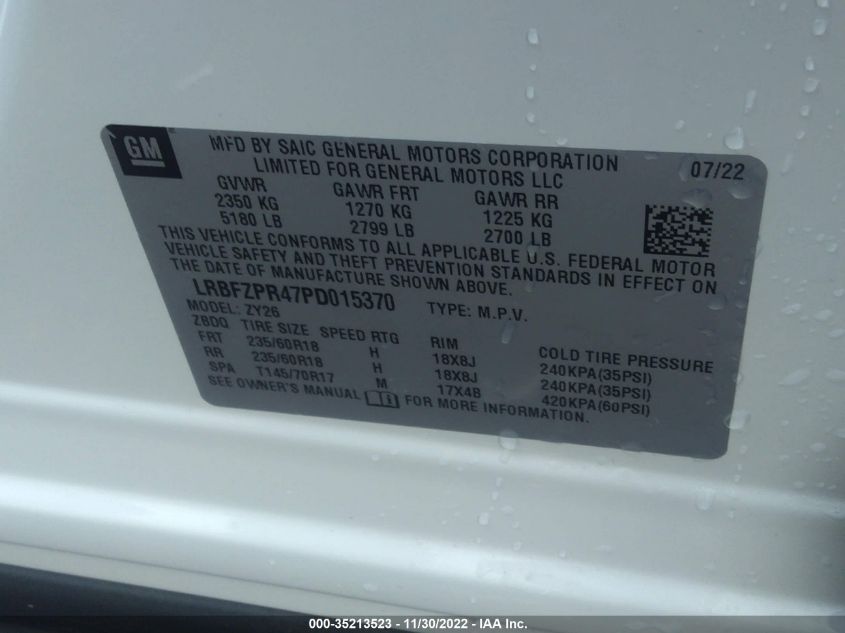 GM
MFD BY SAIC GENERAL MOTORS CORPORATION
LIMITED FOR GENERAL MOTORS LLC
07/22
GVWR GAWR FRT GAWR RR
2350 KG 1270 KG 1225 KG
5180 LB 2799 LB 2700 LB
THIS VEHICLE CONFORMS TO ALL APPLICABLE U.S. FEDERAL MOTOR
VEHICLE SAFETY AND THEFT PREVENTION STANDARDS IN EFFECT ON
THE DATE OF MANUFACTURE SHOWN ABOVE.
LRBFZPR47PD015370 TYPE: M.P.V.
MODEL: ZY26
ZBDQ TIRE SIZE SPEED RTG RIM COLD TIRE PRESSURE
FRT 235/60R18 H 18X8J 240KPA(35PSI)
RR 235/60R18 H 18X8J 240KPA(35PSI)
SPA T145/70R17 M 17X4B 420KPA(60PSI)
SEE OWNER'S MANUAL FOR MORE INFORMATION.
000-35213523 - 11/30/2022 - IAA Inc.